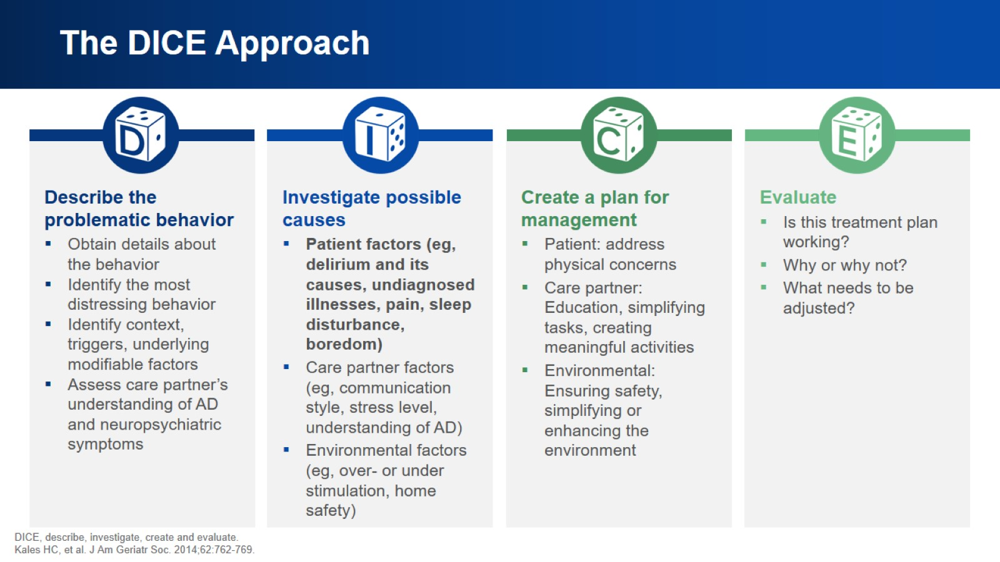 The DICE Approach
D
I
C
E
Describe the
problematic behavior
▪ Obtain details about
the behavior
▪ Identify the most
distressing behavior
▪ Identify context,
triggers, underlying
modifiable factors
▪ Assess care partner's
understanding of AD
and neuropsychiatric
symptoms
Investigate possible
causes
▪ Patient factors (eg,
delirium and its
causes, undiagnosed
illnesses, pain, sleep
disturbance,
boredom)
▪ Care partner factors
(eg, communication
style, stress level,
understanding of AD)
▪ Environmental factors
(eg, over- or under
stimulation, home
safety)
Create a plan for
management
▪ Patient: address
physical concerns
▪ Care partner:
Education, simplifying
tasks, creating
meaningful activities
▪ Environmental:
Ensuring safety,
simplifying or
enhancing the
environment
Evaluate
▪ Is this treatment plan
working?
▪ Why or why not?
▪ What needs to be
adjusted?
DICE, describe, investigate, create and evaluate.
Kales HC, et al. J Am Geriatr Soc. 2014;62:762-769.